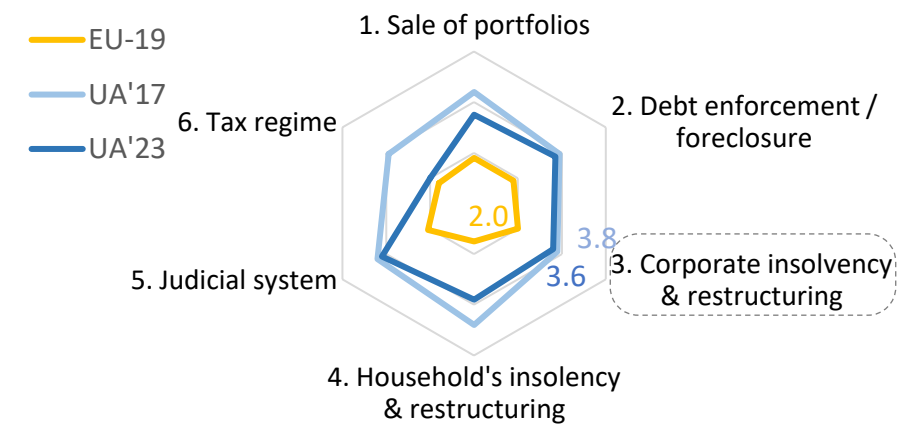 EU-19
UA'17
UA'23
1. Sale of portfolios
2. Debt enforcement /
foreclosure
3. Corporate insolvency
& restructuring
4. Household's insolency
& restructuring
5. Judicial system
6. Tax regime
2.0
3.8
3.6